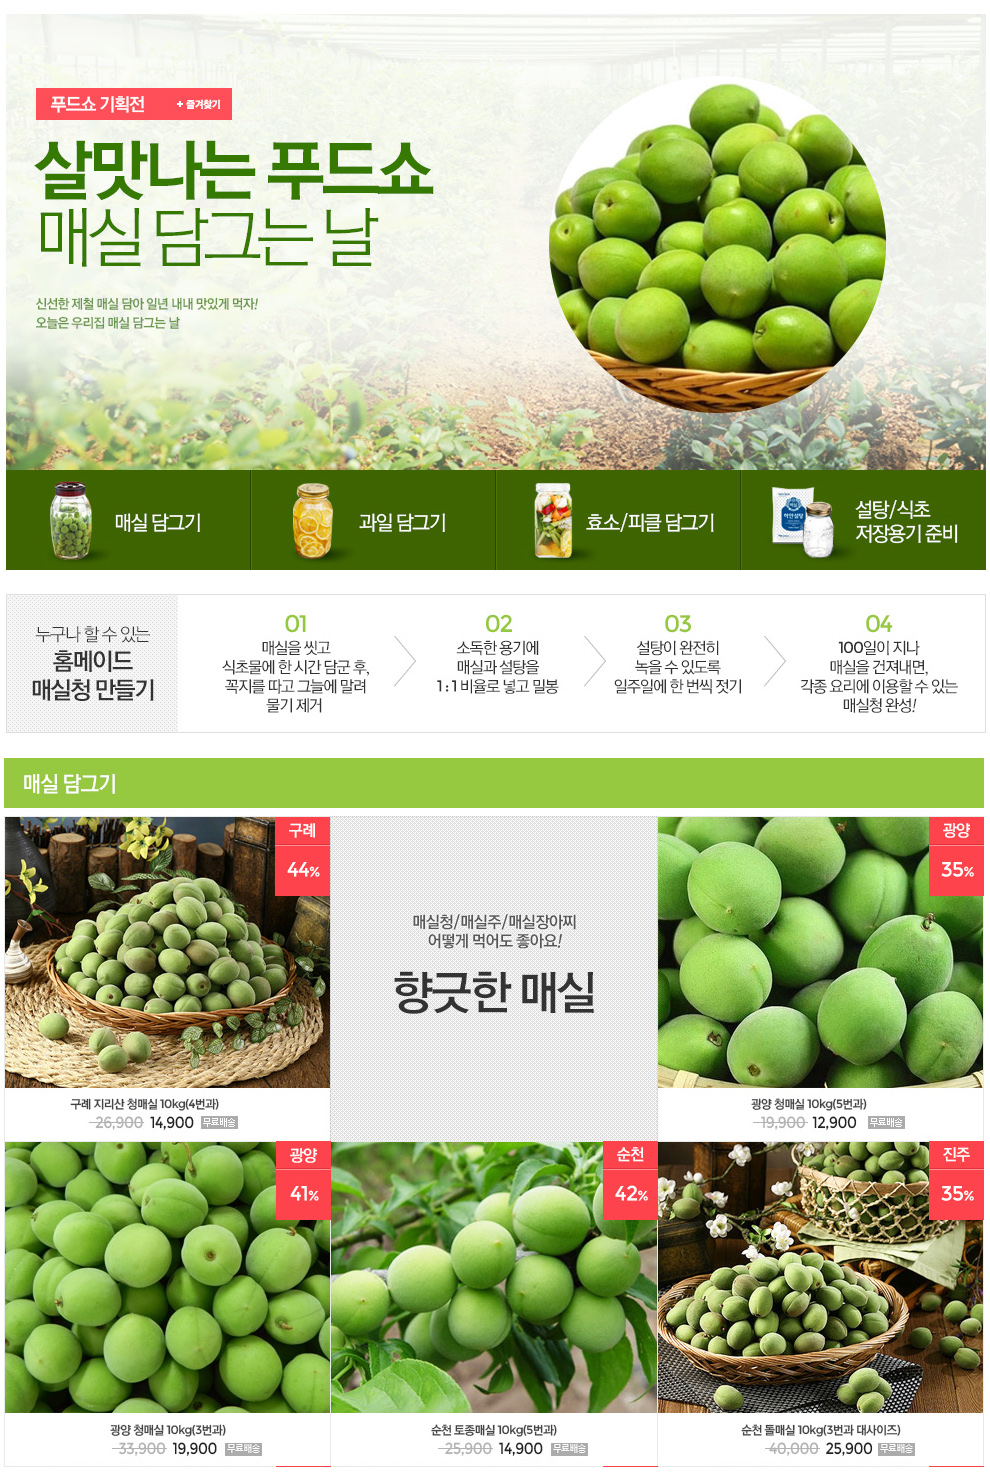 푸드쇼 기획전
+ 즐겨찾기
살맛나는 푸드쇼
매실 담그는 날
신선한 제철 매실 담아 일년 내내 맛있게 먹자!
오늘은 우리집 매실 담그는 날
매실 담그기
과일 담그기
효소/피클 담그기
설탕/식초
저장용기 준비
누구나 할 수 있는
홈메이드
매실청 만들기
01
매실을 씻고
식초물에 한 시간 담군 후,
꼭지를 따고 그늘에 말려
물기 제거
02
소독한 용기에
매실과 설탕을
1 : 1 비율로 넣고 밀봉
03
설탕이 완전히
녹을 수 있도록
일주일에 한 번씩 젓기
04
100일이 지나
매실을 건져내면,
각종 요리에 이용할 수 있는
매실청 완성!
매실 담그기
구례
44%
구례 지리산 청매실 10kg(4번과)
26,900 14,900 무료배송
매실청/매실주/매실장아찌
어떻게 먹어도 좋아요!
향긋한 매실
광양
35%
광양 청매실 10kg(5번과)
19,900 12,900 무료배송
광양
41%
광양 청매실 10kg(3번과)
33,900 19,900 무료배송
순천
42%
순천 토종매실 10kg(5번과)
25,900 14,900 무료배송
진주
35%
순천 돌매실 10kg(3번과 대사이즈)
40,000 25,900 무료배송